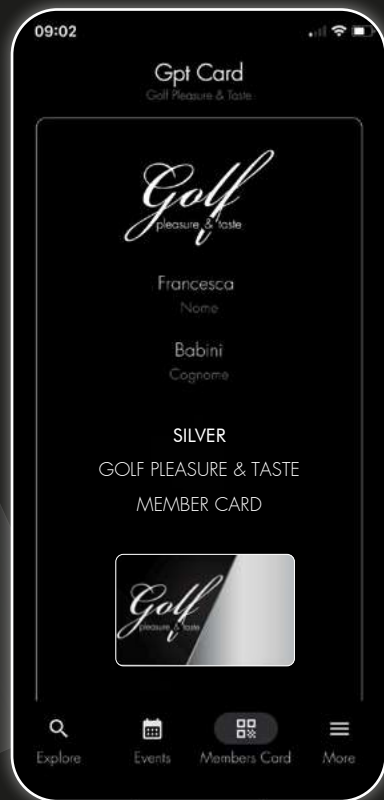 09:02
Gpt Card
Golf Pleasure & Taste
Golf
pleasure & taste
Francesca
Nome
Babini
Cognome
SILVER
GOLF PLEASURE & TASTE
MEMBER CARD
Golf
pleasure & taste
Explore Events Members Card More